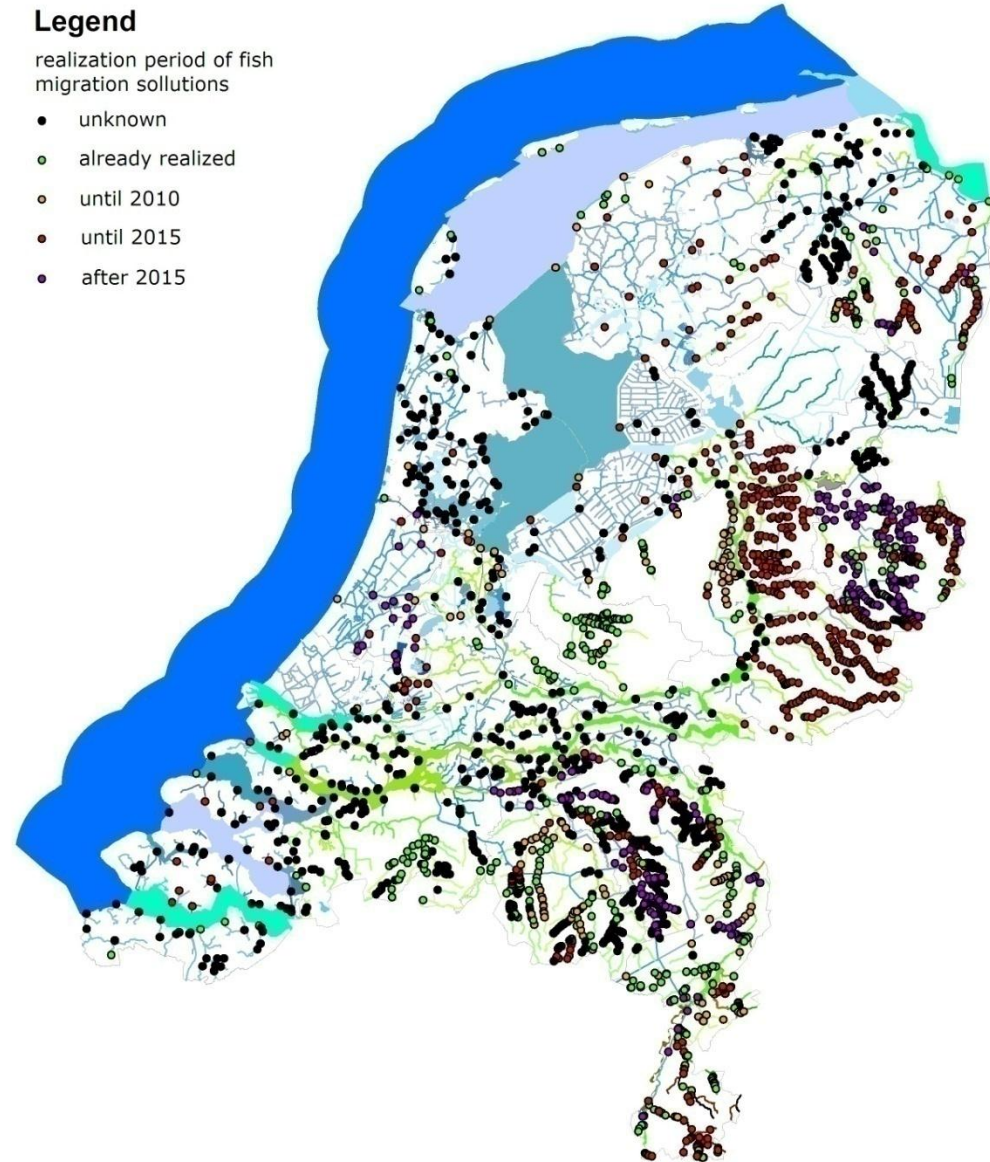 Legend
realization period of fish
migration sollutions
unknown
already realized
until 2010
until 2015
after 2015